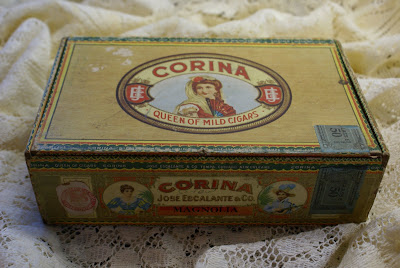 CORINA
QUEEN OF MILD CIGARS
CORINA
JOSE ESCALANTE & CO.
MAGNOLIA